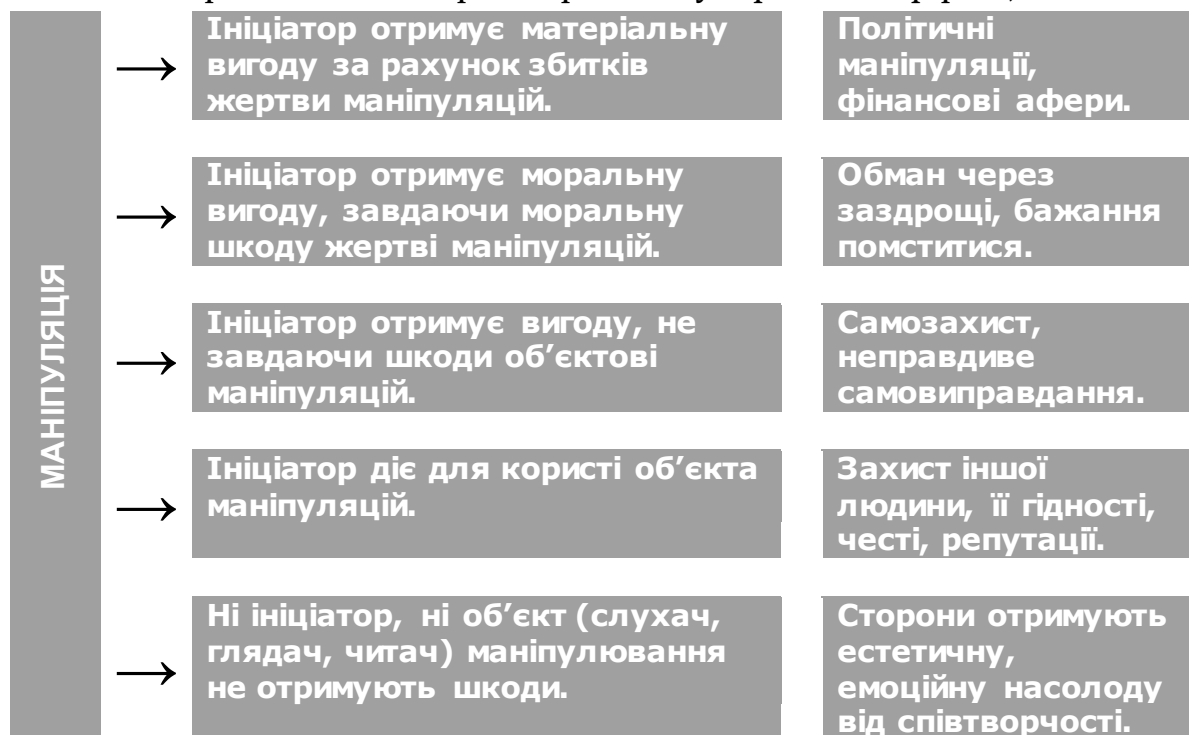 МАНІПУЛЯЦІЯ
→ Ініціатор отримує матеріальну
вигоду за рахунок збитків
жертви маніпуляцій.
Політичні
маніпуляції,
фінансові афери.
→ Ініціатор отримує моральну
вигоду, завдаючи моральну
шкоду жертві маніпуляцій.
Обман через
заздрощі, бажання
помститися.
→ Ініціатор отримує вигоду, не
завдаючи шкоди об’єктові
маніпуляцій.
Самозахист,
неправдиве
самовиправдання.
→ Ініціатор діє для користі об’єкта
маніпуляцій.
Захист іншої
людини, її гідності,
честі, репутації.
→ Ні ініціатор, ні об’єкт (слухач,
глядач, читач) маніпулювання
не отримують шкоди.
Сторони отримують
естетичну,
емоційну насолоду
від співтворчості.